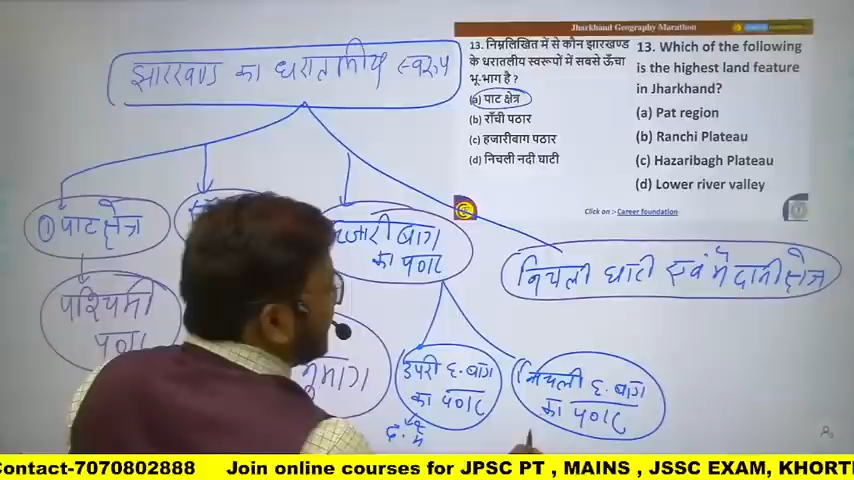 Jharkhand Geography Marathon
13. निम्नलिखित में से कौन झारखण्ड
के धरातलीय स्वरूपों में सबसे ऊँचा
भू-भाग है ?
(a) पाट क्षेत्र
(b) राँची पठार
(c) हजारीबाग पठार
(d) निचली नदी घाटी
13. Which of the following
is the highest land feature
in Jharkhand?
(a) Pat region
(b) Ranchi Plateau
(c) Hazaribagh Plateau
(d) Lower river valley
Click on :> Career foundation
झारखण्ड का धरातलीय स्वरूप
① पाट क्षेत्र
हजारीबाग
का पठार
निचली घाटी एवं मैदानी क्षेत्र
पश्चिमी
उपरी ह. बाग
का पठार
निचली ह. बाग
का पठार
Contact-7070802888 Join online courses for JPSC PT , MAINS , JSSC EXAM, KHORT